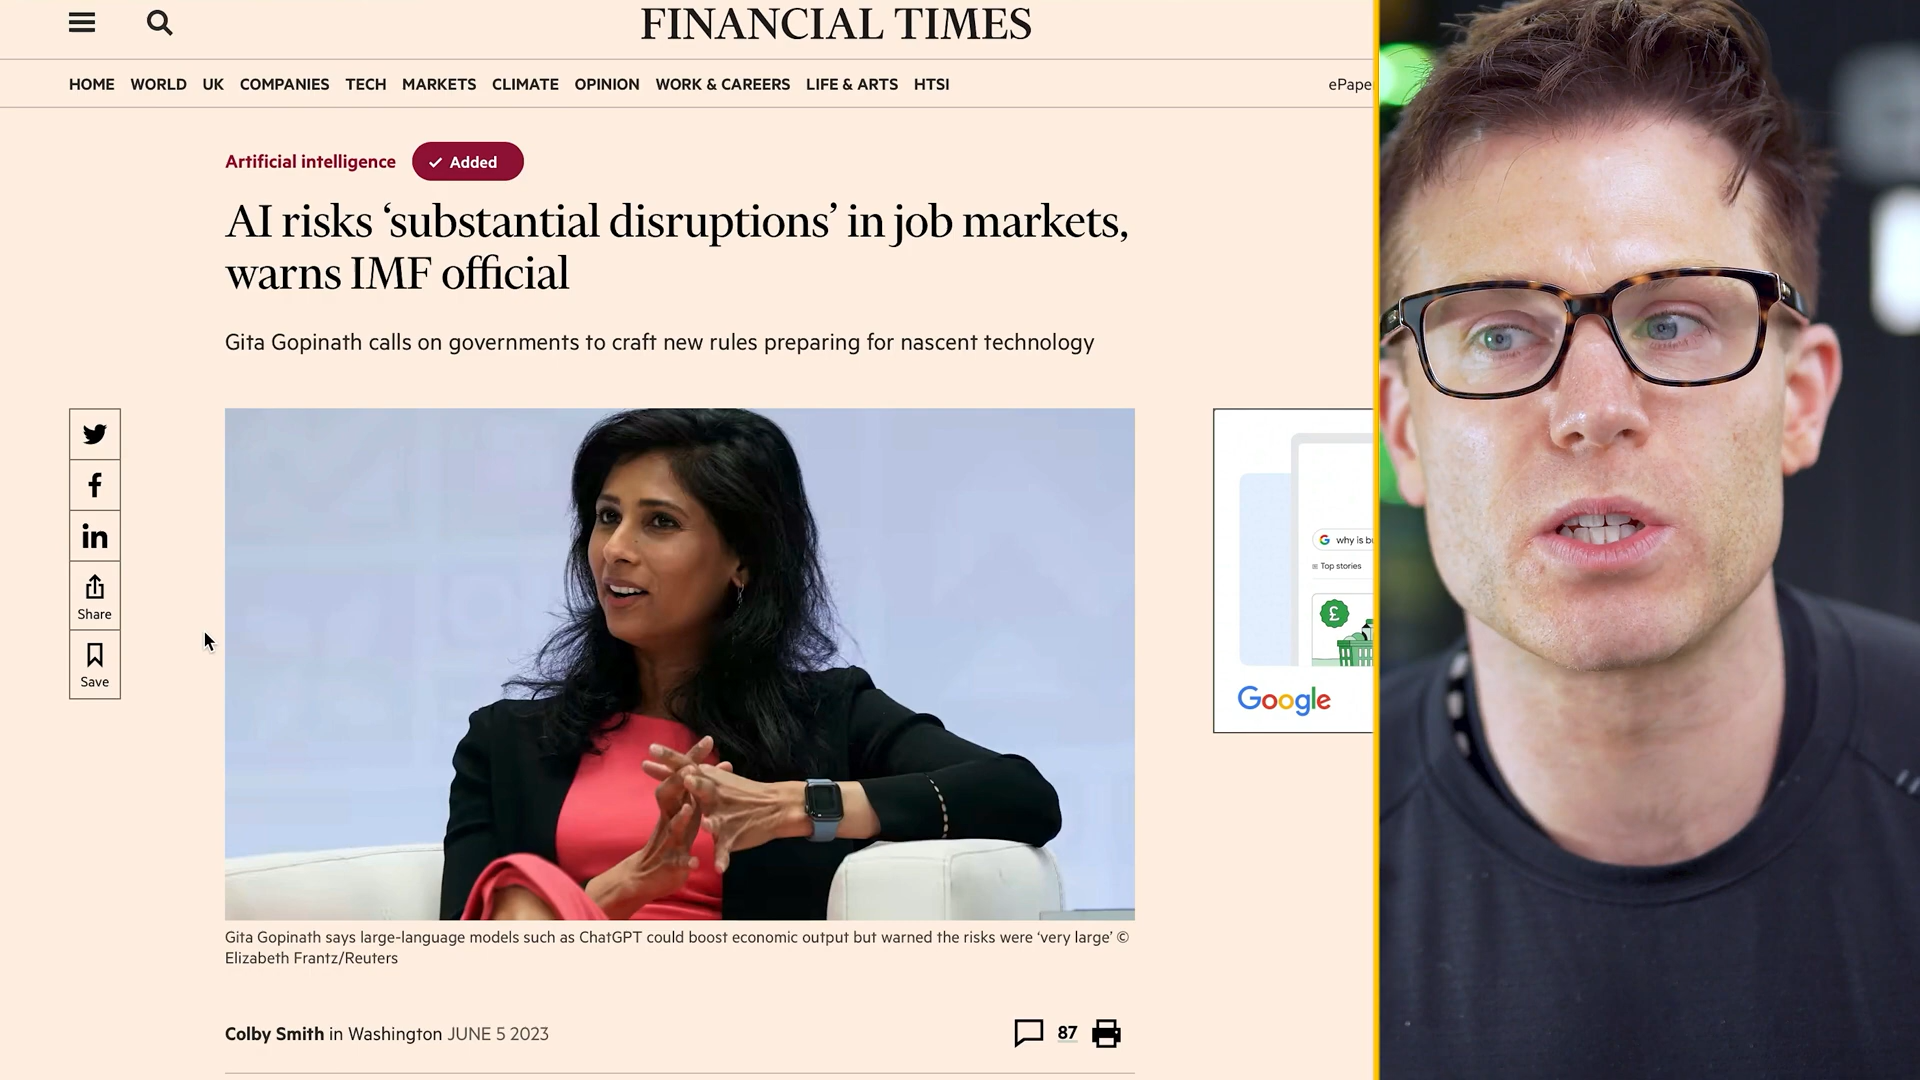 FINANCIAL TIMES
HOME WORLD UK COMPANIES TECH MARKETS CLIMATE OPINION WORK & CAREERS LIFE & ARTS HTSI
Artificial intelligence
Added
AI risks ‘substantial disruptions’ in job markets,
warns IMF official
Gita Gopinath calls on governments to craft new rules preparing for nascent technology
Share
Save
why is
Top stories
£
Google
Gita Gopinath says large-language models such as ChatGPT could boost economic output but warned the risks were ‘very large’ ©
Elizabeth Frantz/Reuters
Colby Smith in Washington JUNE 5 2023
87